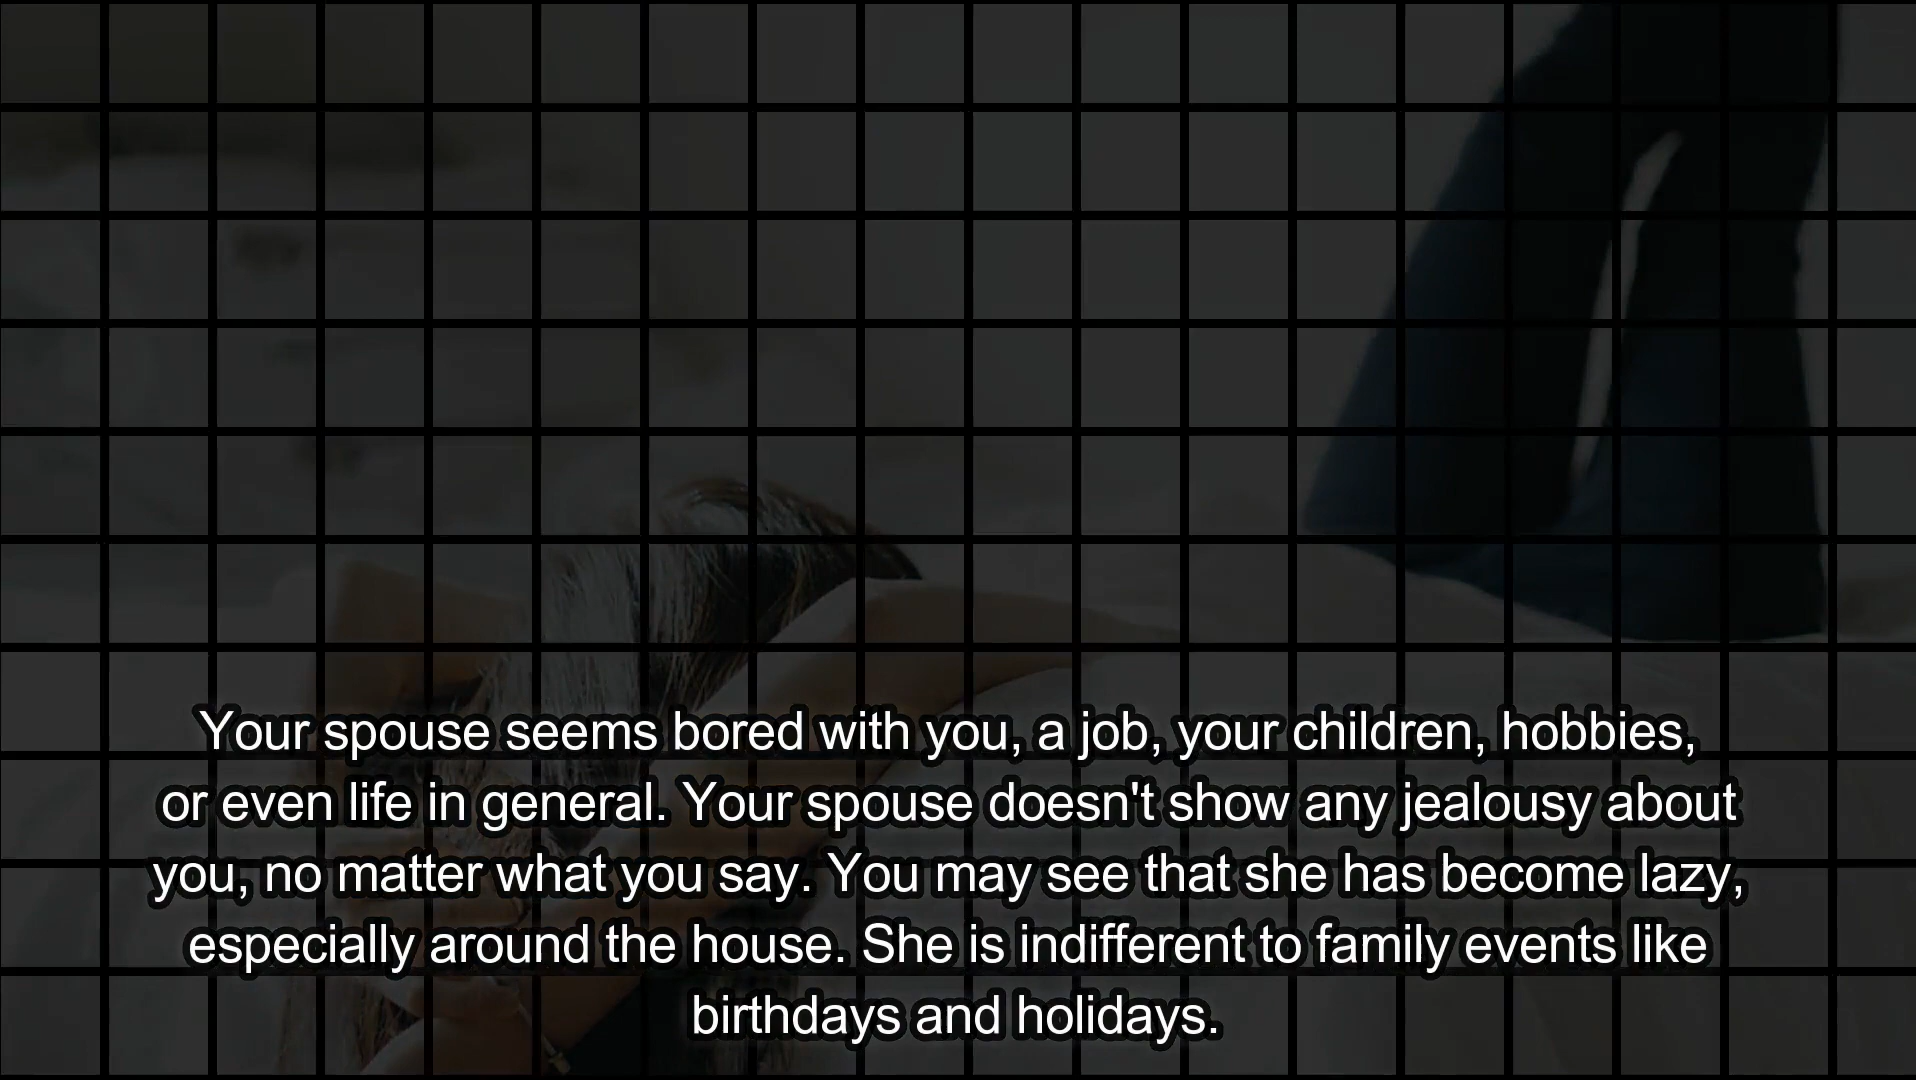 Your spouse seems bored with you, a job, your children, hobbies,
or even life in general. Your spouse doesn't show any jealousy about
you, no matter what you say. You may see that she has become lazy,
especially around the house. She is indifferent to family events like
birthdays and holidays.